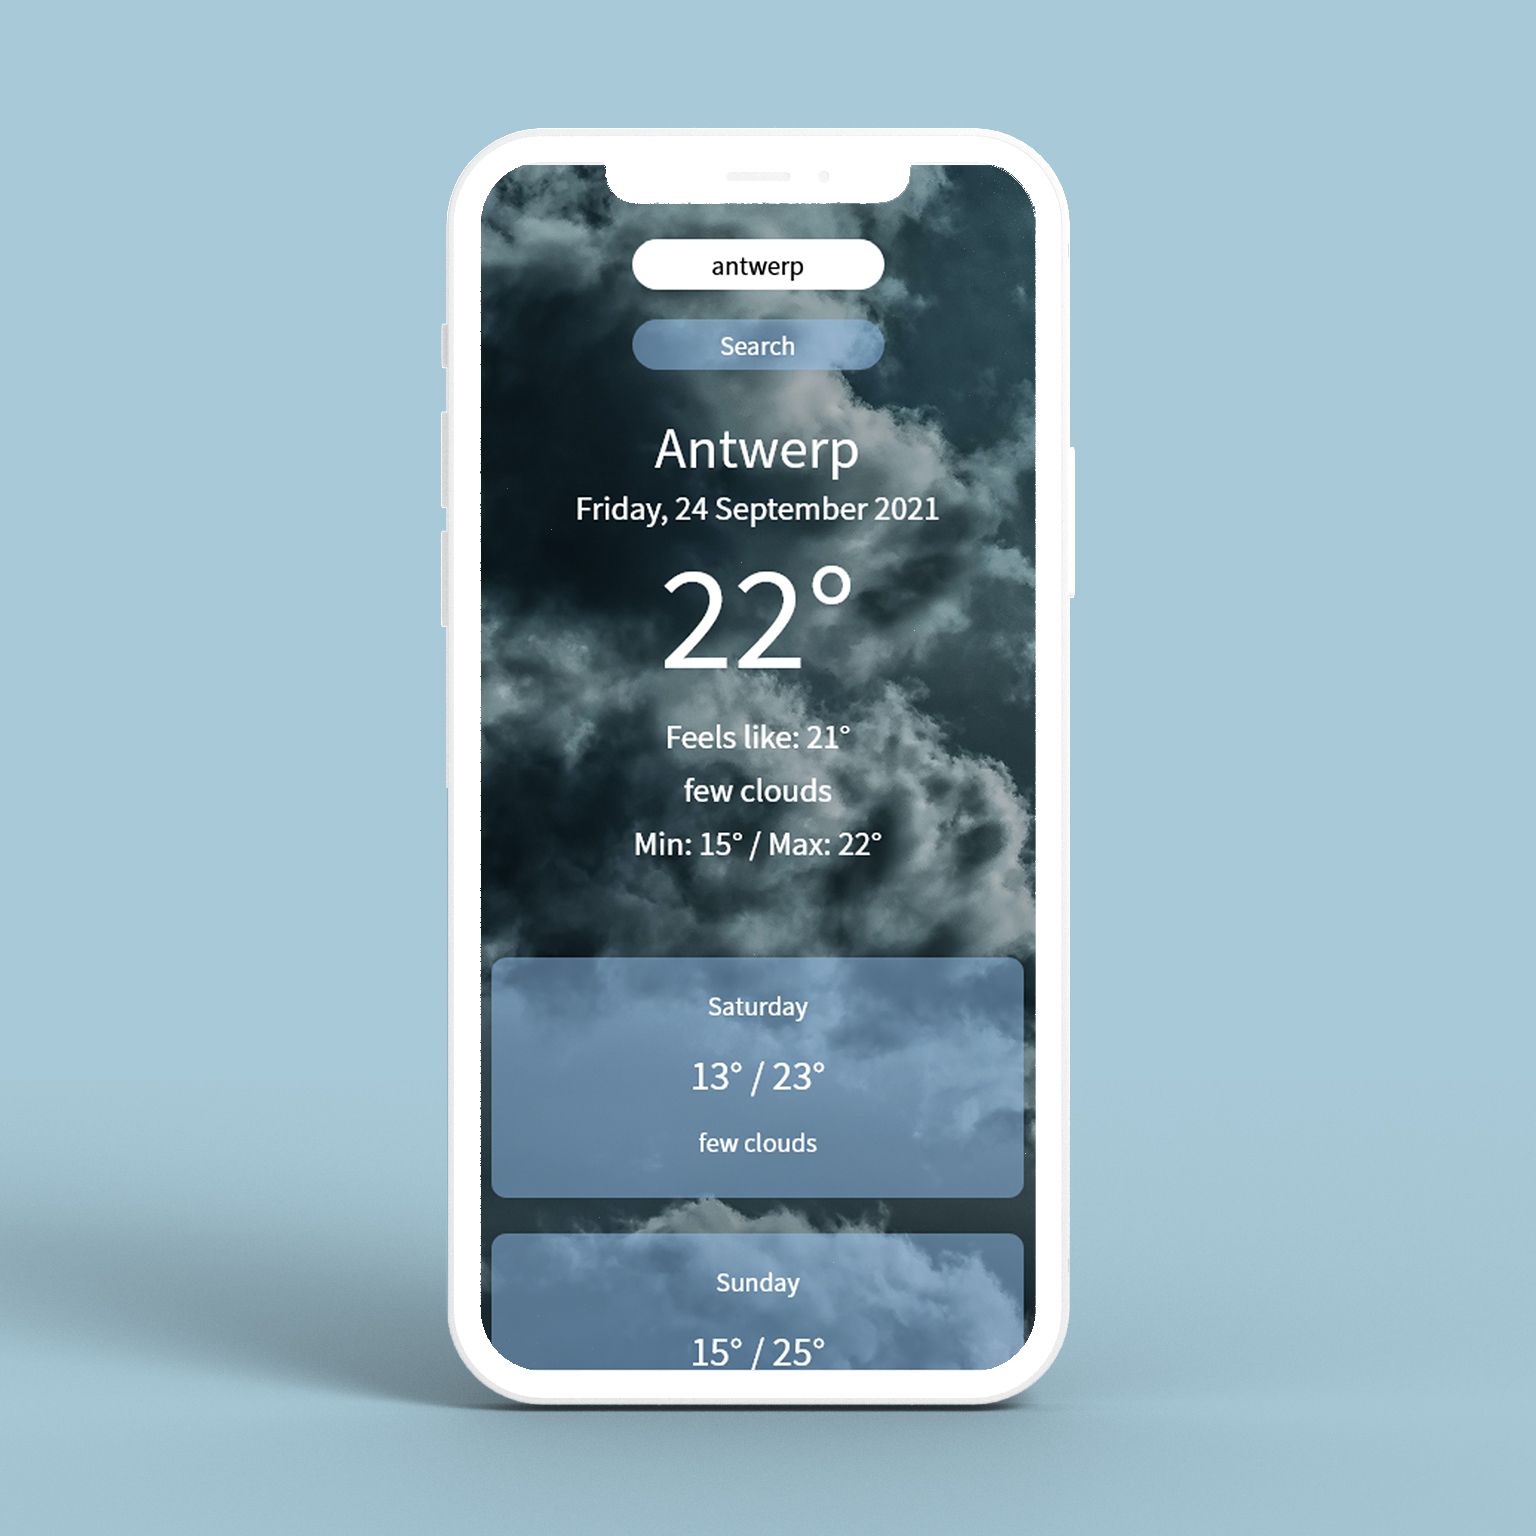 antwerp
Search
Antwerp
Friday, 24 September 2021
22°
Feels like: 21°
few clouds
Min: 15° / Max: 22°
Saturday
13° / 23°
few clouds
Sunday
15° / 25°